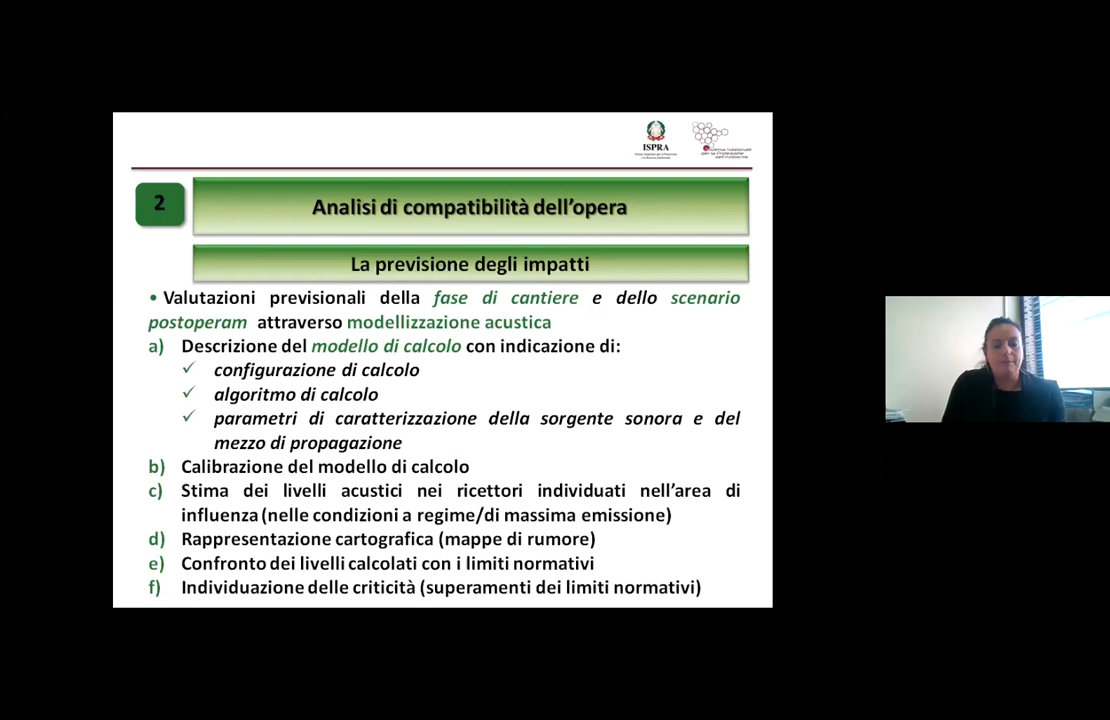 ISPRA
2
Analisi di compatibilità dell'opera
La previsione degli impatti
• Valutazioni previsionali della fase di cantiere e dello scenario
postoperam attraverso modellizzazione acustica
a) Descrizione del modello di calcolo con indicazione di:
✓ configurazione di calcolo
✓ algoritmo di calcolo
✓ parametri di caratterizzazione della sorgente sonora e del
mezzo di propagazione
b) Calibrazione del modello di calcolo
c) Stima dei livelli acustici nei ricettori individuati nell'area di
influenza (nelle condizioni a regime/di massima emissione)
d) Rappresentazione cartografica (mappe di rumore)
e) Confronto dei livelli calcolati con i limiti normativi
f) Individuazione delle criticità (superamenti dei limiti normativi)